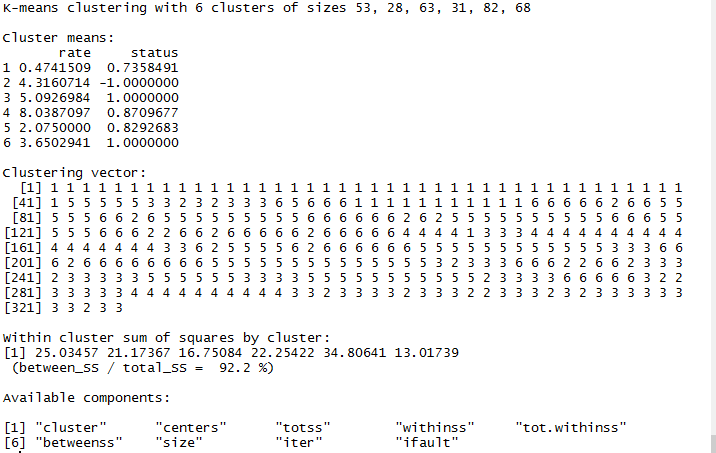 K-means clustering with 6 clusters of sizes 53, 28, 63, 31, 82, 68
Cluster means:
rate status
1 0.4741509 0.7358491
2 4.3160714 -1.0000000
3 5.0926984 1.0000000
4 8.0387097 0.8709677
5 2.0750000 0.8292683
6 3.6502941 1.0000000
Clustering vector:
[1] 1 1 1 1 1 1 1 1 1 1 1 1 1 1 1 1 1 1 1 1 1 1 1 1 1 1 1 1 1 1 1 1 1 1 1 1 1 1 1 1
[41] 1 5 5 5 5 5 3 3 2 3 2 3 3 3 6 5 6 6 6 1 1 1 1 1 1 1 1 1 1 1 6 6 6 6 6 2 6 6 5 5
[81] 5 5 5 6 6 2 6 5 5 5 5 5 5 5 5 5 6 6 6 6 6 6 2 6 2 5 5 5 5 5 5 5 5 5 5 6 6 6 5 5
[121] 5 5 5 6 6 6 2 2 6 6 2 6 6 6 6 2 5 5 6 6 6 6 4 4 4 4 1 3 3 3 4 4 4 4 4 4 4 4 4 4
[161] 4 4 4 4 4 4 4 3 3 6 2 5 5 5 5 5 6 2 6 6 6 6 6 6 5 5 5 5 5 5 5 5 5 5 5 3 3 3 6 6
[201] 6 2 6 6 6 6 6 6 6 6 5 5 5 5 5 5 5 5 5 5 5 5 5 5 3 2 3 3 3 6 6 6 2 2 6 6 2 3 3 3
[241] 2 3 3 3 3 3 5 5 5 5 5 5 3 3 3 3 5 5 5 5 5 5 5 5 5 5 5 2 3 3 3 3 6 6 6 6 6 3 2 2
[281] 3 3 3 3 3 4 4 4 4 4 4 4 4 4 4 3 3 2 3 3 3 3 2 3 3 3 2 2 3 3 3 2 3 2 3 3 3 3 3 3
[321] 3 3 2 3 3
Within cluster sum of squares by cluster:
[1] 25.03457 21.17367 16.75084 22.25422 34.80641 13.01739
(between_SS / total_SS = 92.2 %)
Available components:
[1] "cluster" "centers" "totss" "withinss" "tot.withinss"
[6] "betweenss" "size" "iter" "ifault"